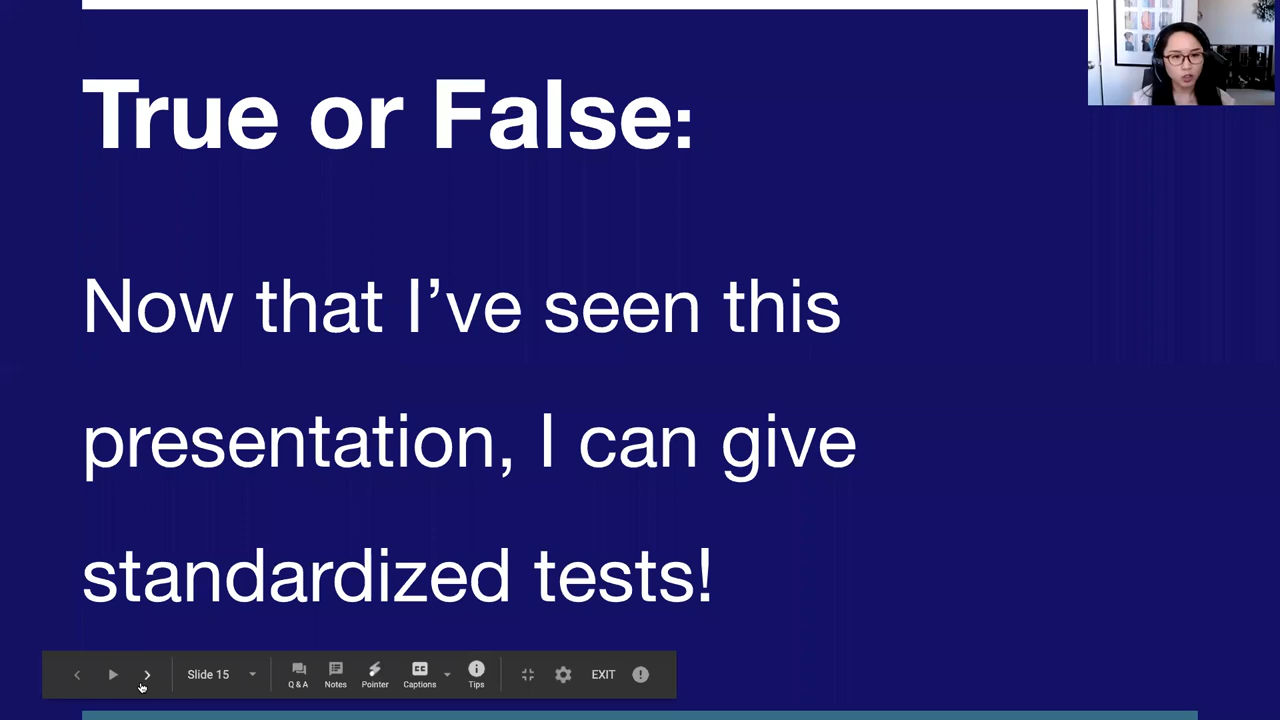 True or False:
Now that I’ve seen this
presentation, I can give
standardized tests!
Slide 15
Q & A
Notes
Pointer
CC
Captions
Tips
EXIT